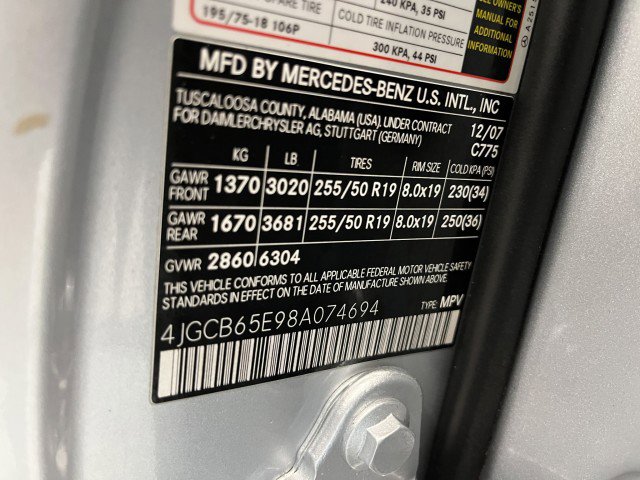 240 KPA, 35 PSI
SPARE TIRE
195/75-18 106P
COLD TIRE INFLATION PRESSURE
300 KPA, 44 PSI
SEE OWNER'S
MANUAL FOR
ADDITIONAL
INFORMATION
A 251
MFD BY MERCEDES-BENZ U.S. INTL., INC
TUSCALOOSA COUNTY, ALABAMA (USA). UNDER CONTRACT 12/07
FOR DAIMLERCHRYSLER AG, STUTTGART (GERMANY) C775
KG LB TIRES RIM SIZE COLD KPA (PSI)
GAWR FRONT 1370 3020 255/50 R19 8.0x19 230(34)
GAWR REAR 1670 3681 255/50 R19 8.0x19 250(36)
GVWR 2860 6304
THIS VEHICLE CONFORMS TO ALL APPLICABLE FEDERAL MOTOR VEHICLE SAFETY
STANDARDS IN EFFECT ON THE DATE OF MANUFACTURE SHOWN ABOVE.
4JGCB65E98A074694 TYPE: MPV